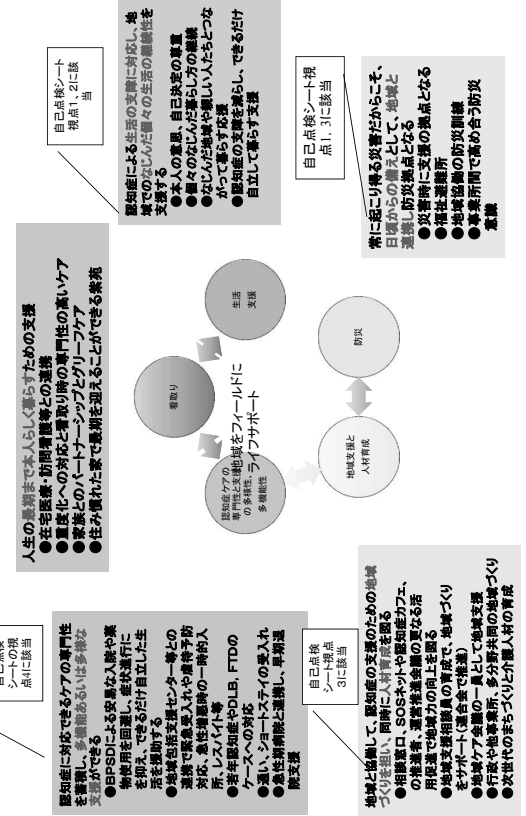 自己点検
シートの視
点4に該当
認知症に対応できるケアの専門性
を蓄積し、多機能あるいは多様な
支援ができる
●BPSDによる安易な入院や薬
物使用を回避し、症状進行に
を抑え、できるだけ自立した生
活を援助する
●地域包括支援センター等との
連携で緊急受入れや虐待予防
対応、急性増悪時の一時的入
所、レスパイト等
●若年認知症やDLB、FTDの
ケースへの対応
●通い、ショートステイの受入れ
●急性期病院と連携し、早期退
院支援
人生の最期まで本人らしく暮らすための支援
●在宅医療・訪問看護等との連携
●重度化への対応と看取り時の専門性の高いケア
●家族とのパートナーシップとグリーフケア
●住み慣れた家で最期を迎えることができる紫苑
自己点検シート
視点1、2に該
当
認知症による生活の支障に対応し、地
域でのなじんだ個々の生活の継続性を
支援する
●本人の意思、自己決定の尊重
●個々のなじんだ暮らし方の継続
●なじんだ地域や親しい人たちとつな
がって暮らす応援
●認知症の支障を減らし、できるだけ
自立して暮らす支援
看取り
認知症ケアの
専門性と支援
の多様性、
多機能性
生活
支援
地域をフィールドに
ライフサポート
地域支援と
人材育成
防災
自己点検
シート視点
3に該当
地域と協働して、認知症の支援のための地域
づくりを担い、同時に人材育成を図る
●相談窓口、SOSネットや認知症カフェ、
の推進者、運営推進会議の更なる活
用促進で地域力の向上を図る
●地域支援相談員の育成で、地域づくり
をサポート(連合会で推進)
●地域ケア会議の一員として地域支援
●行政や他事業所、多分野共同の地域づくり
●次世代のまちづくりと介護人材の育成
自己点検シート視
点1、3に該当
常に起こり得る災害だからこそ、
日頃からの備えとして、地域と
連携し防災拠点となる
●災害時に支援の拠点となる
●福祉避難所
●地域協働の防災訓練
●事業所間で高め合う防災
意識